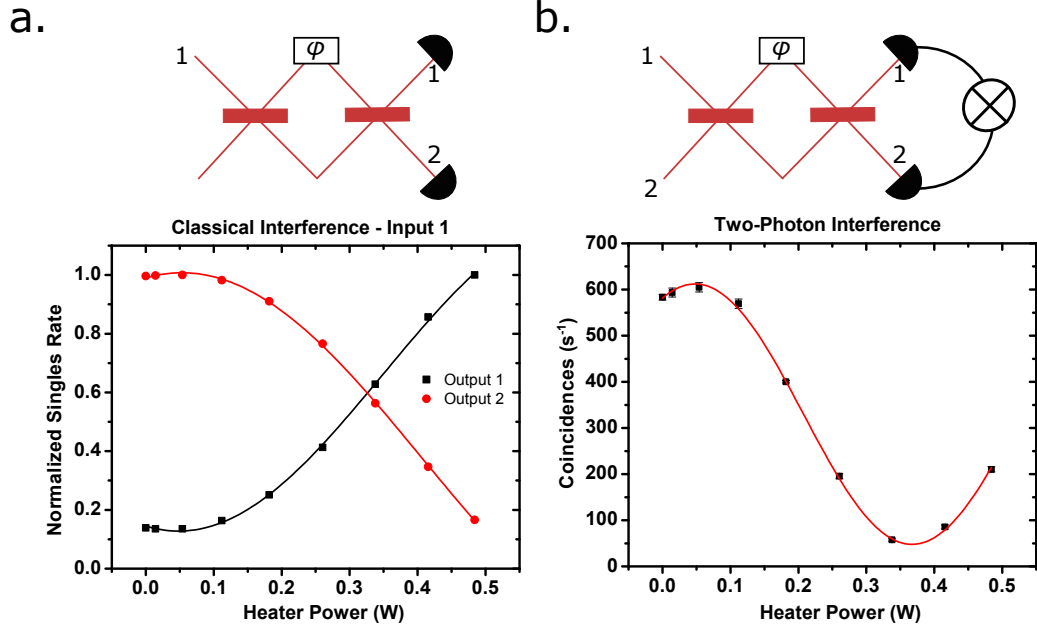 a.
1
φ
1
2
Classical Interference - Input 1
1.0
0.8
0.6
0.4
0.2
0.0
Normalized Singles Rate
Output 1
Output 2
0.0 0.1 0.2 0.3 0.4 0.5
Heater Power (W)
b.
1
φ
1
2
2
Two-Photon Interference
700
600
500
400
300
200
100
0
Coincidences (s⁻¹)
0.0 0.1 0.2 0.3 0.4 0.5
Heater Power (W)